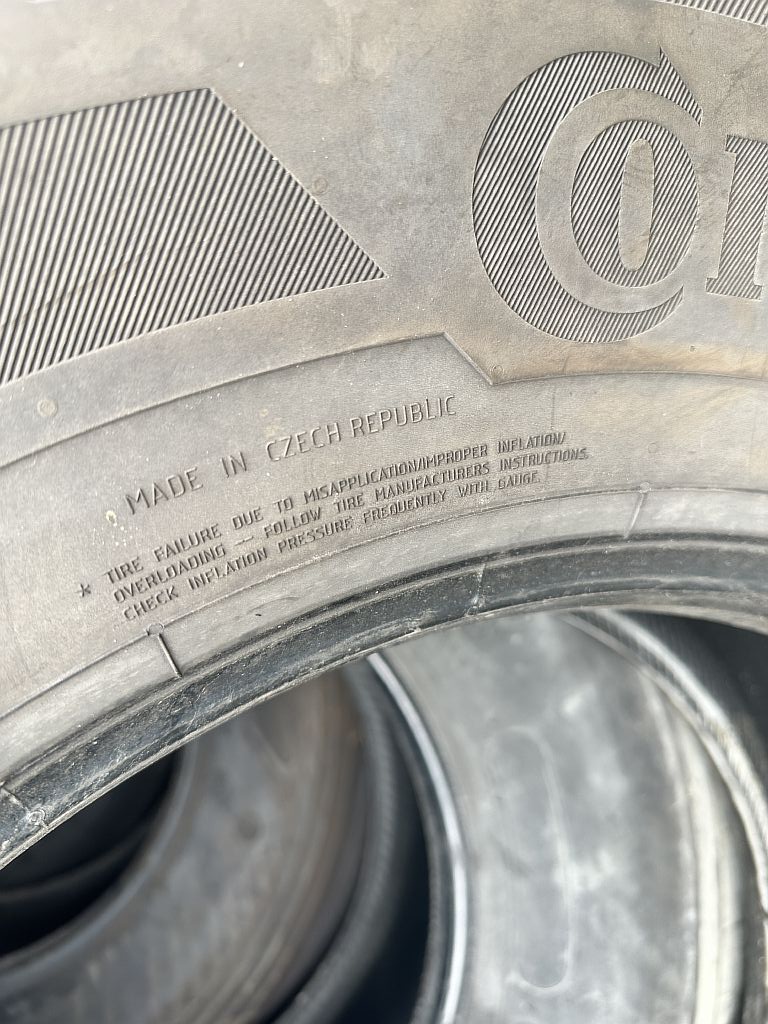 Con
MADE IN CZECH REPUBLIC
* TIRE FAILURE DUE TO MISAPPLICATION/IMPROPER INFLATION/
OVERLOADING — FOLLOW TIRE MANUFACTURERS INSTRUCTIONS.
CHECK INFLATION PRESSURE FREQUENTLY WITH GAUGE.